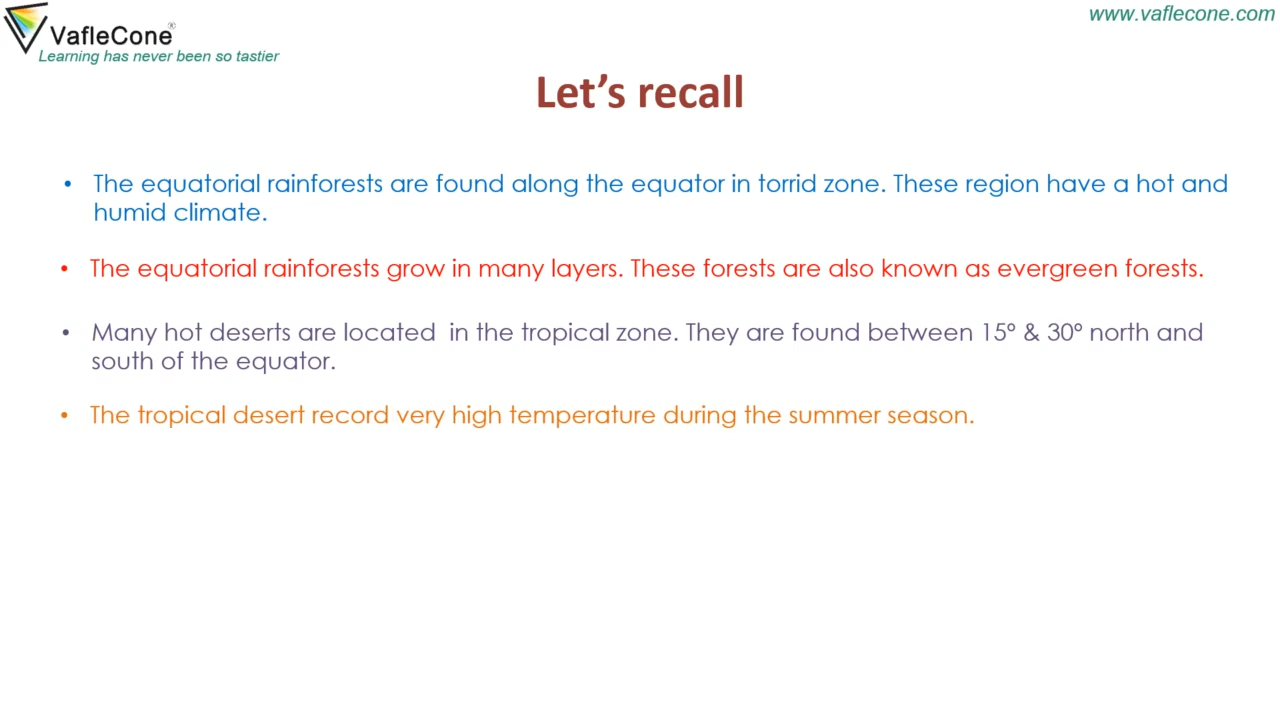 VafleCone®
www.vaflecone.com
Learning has never been so tastier
Let's recall
• The equatorial rainforests are found along the equator in torrid zone. These region have a hot and
humid climate.
• The equatorial rainforests grow in many layers. These forests are also known as evergreen forests.
• Many hot deserts are located  in the tropical zone. They are found between 15° & 30° north and
south of the equator.
• The tropical desert record very high temperature during the summer season.